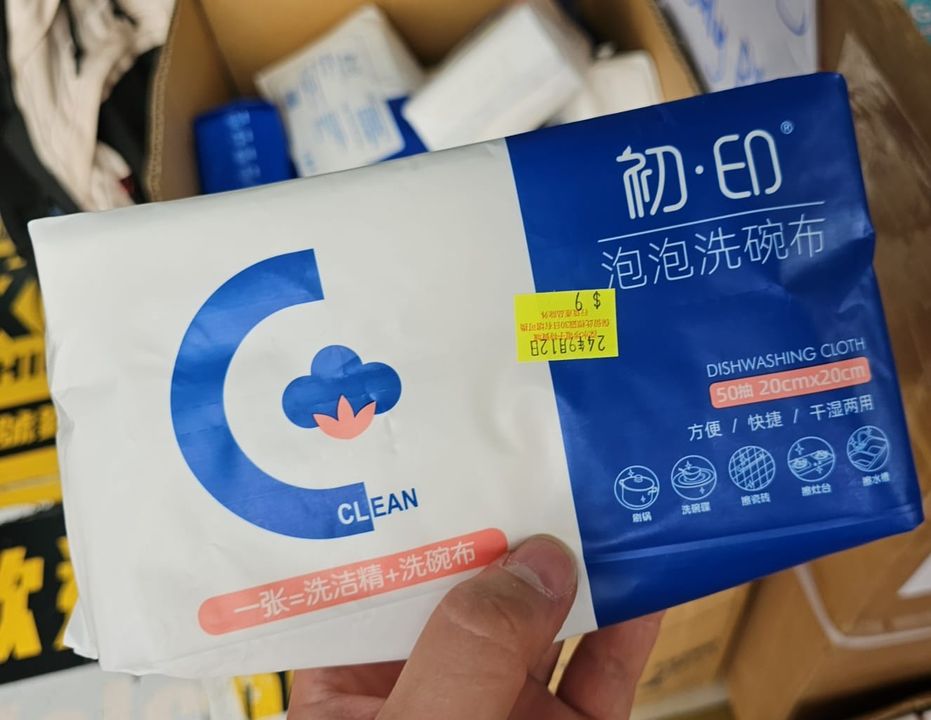 初·印®
泡泡洗碗布
$ 9
24年9月12日
DISHWASHING CLOTH
50抽 20cmx20cm
方便 / 快捷 / 干湿两用
刷锅
洗碗碟
擦瓷砖
擦灶台
擦水槽
CLEAN
一张=洗洁精+洗碗布